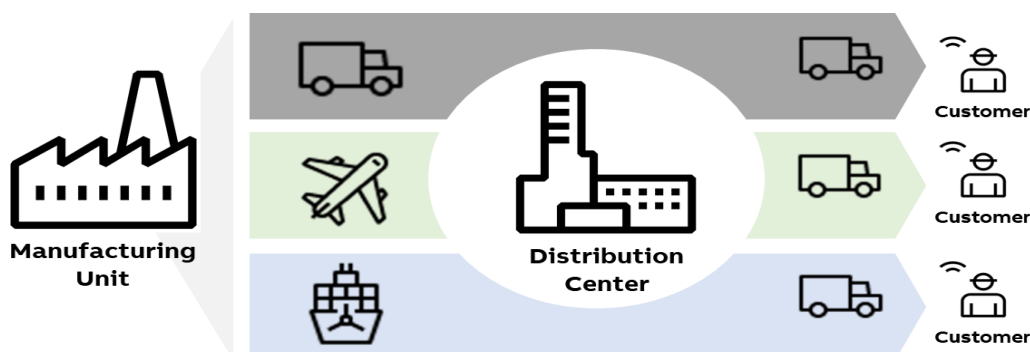 Customer
Manufacturing
Unit
Distribution
Center
Customer
Customer